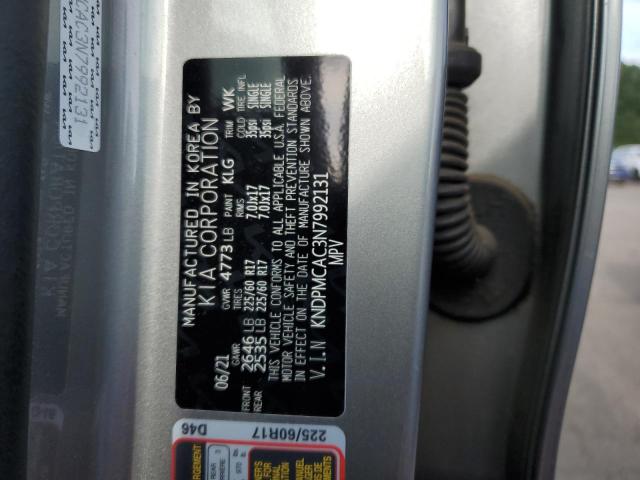 MANUFACTURED IN KOREA BY
KIA CORPORATION
06/21 GVWR 4773 LB PAINT KLG TRIM WK
GAWR TIRES RIMS COLD TIRE INFL
FRONT 2646 LB 225/60 R17 7.0Jx17 35psi SINGLE
REAR 2535 LB 225/60 R17 7.0Jx17 35psi SINGLE
THIS VEHICLE CONFORMS TO ALL APPLICABLE U.S.A. FEDERAL
MOTOR VEHICLE SAFETY AND THEFT PREVENTION STANDARDS
IN EFFECT ON THE DATE OF MANUFACTURE SHOWN ABOVE.
V.I.N KNDPMCAC3N7992131
MPV
D46 225/60R17
CAC3N7992131